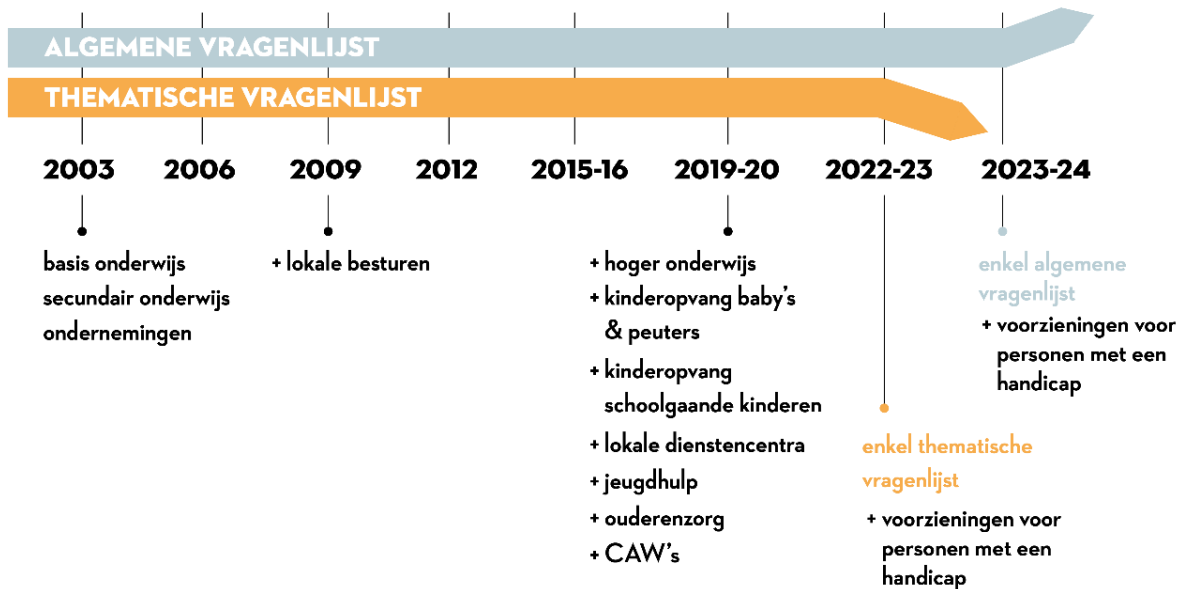 ALGEMENE VRAGENLIJST
THEMATISCHE VRAGENLIJST
2003
2006
2009
2012
2015-16
2019-20
2022-23
2023-24
basis onderwijs
secundair onderwijs
ondernemingen
+ lokale besturen
+ hoger onderwijs
+ kinderopvang baby's
& peuters
+ kinderopvang
schoolgaande kinderen
+ lokale dienstencentra
+ jeugdhulp
+ ouderenzorg
+ CAW's
enkel thematische
vragenlijst
+ voorzieningen voor
personen met een
handicap
enkel algemene
vragenlijst
+ voorzieningen voor
personen met een
handicap